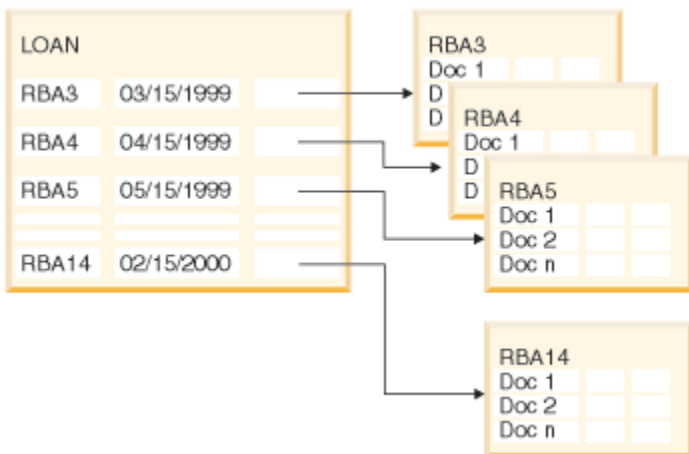 LOAN
RBA3 03/15/1999
RBA4 04/15/1999
RBA5 05/15/1999
RBA14 02/15/2000
RBA3
Doc 1
D
D
RBA4
Doc 1
D
D
RBA5
Doc 1
Doc 2
Doc n
RBA14
Doc 1
Doc 2
Doc n